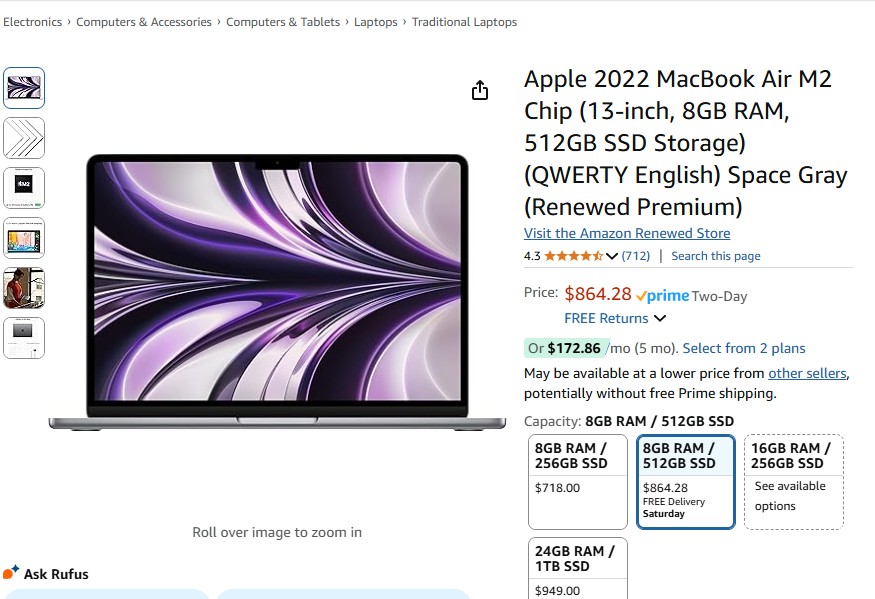 Electronics › Computers & Accessories › Computers & Tablets › Laptops › Traditional Laptops
Apple 2022 MacBook Air M2
Chip (13-inch, 8GB RAM,
512GB SSD Storage)
(QWERTY English) Space Gray
(Renewed Premium)
Visit the Amazon Renewed Store
4.3 (712) | Search this page
Price: $864.28 prime Two-Day
FREE Returns
Or $172.86 /mo (5 mo). Select from 2 plans
May be available at a lower price from other sellers,
potentially without free Prime shipping.
Capacity: 8GB RAM / 512GB SSD
8GB RAM /
256GB SSD
$718.00
8GB RAM /
512GB SSD
$864.28
FREE Delivery
Saturday
16GB RAM /
256GB SSD
See available
options
24GB RAM /
1TB SSD
$949.00
Roll over image to zoom in
Ask Rufus